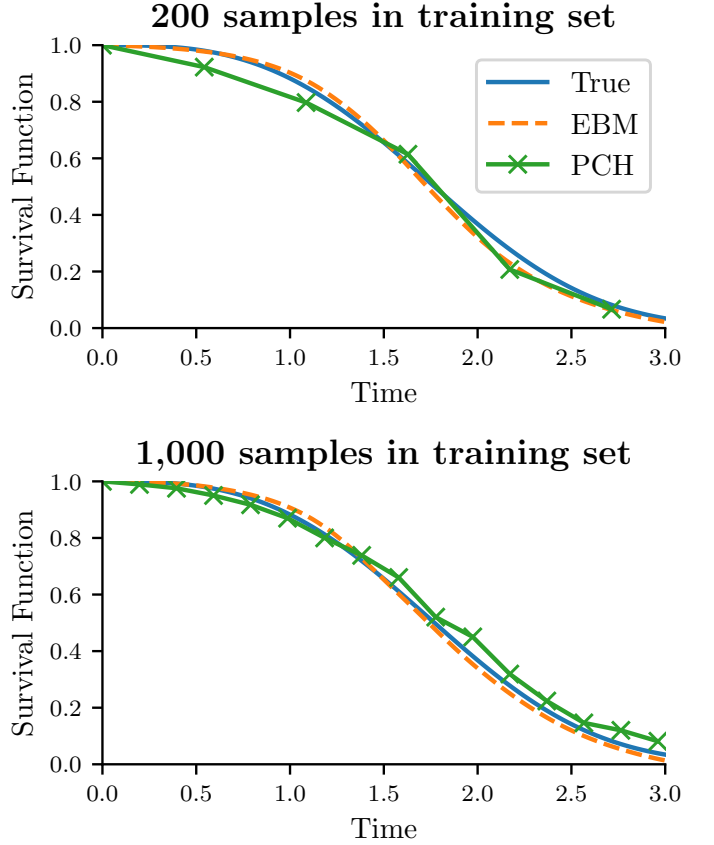 200 samples in training set
1.0
0.8
0.6
0.4
0.2
0.0
Survival Function
True
EBM
PCH
0.0 0.5 1.0 1.5 2.0 2.5 3.0
Time
1,000 samples in training set
1.0
0.8
0.6
0.4
0.2
0.0
Survival Function
0.0 0.5 1.0 1.5 2.0 2.5 3.0
Time